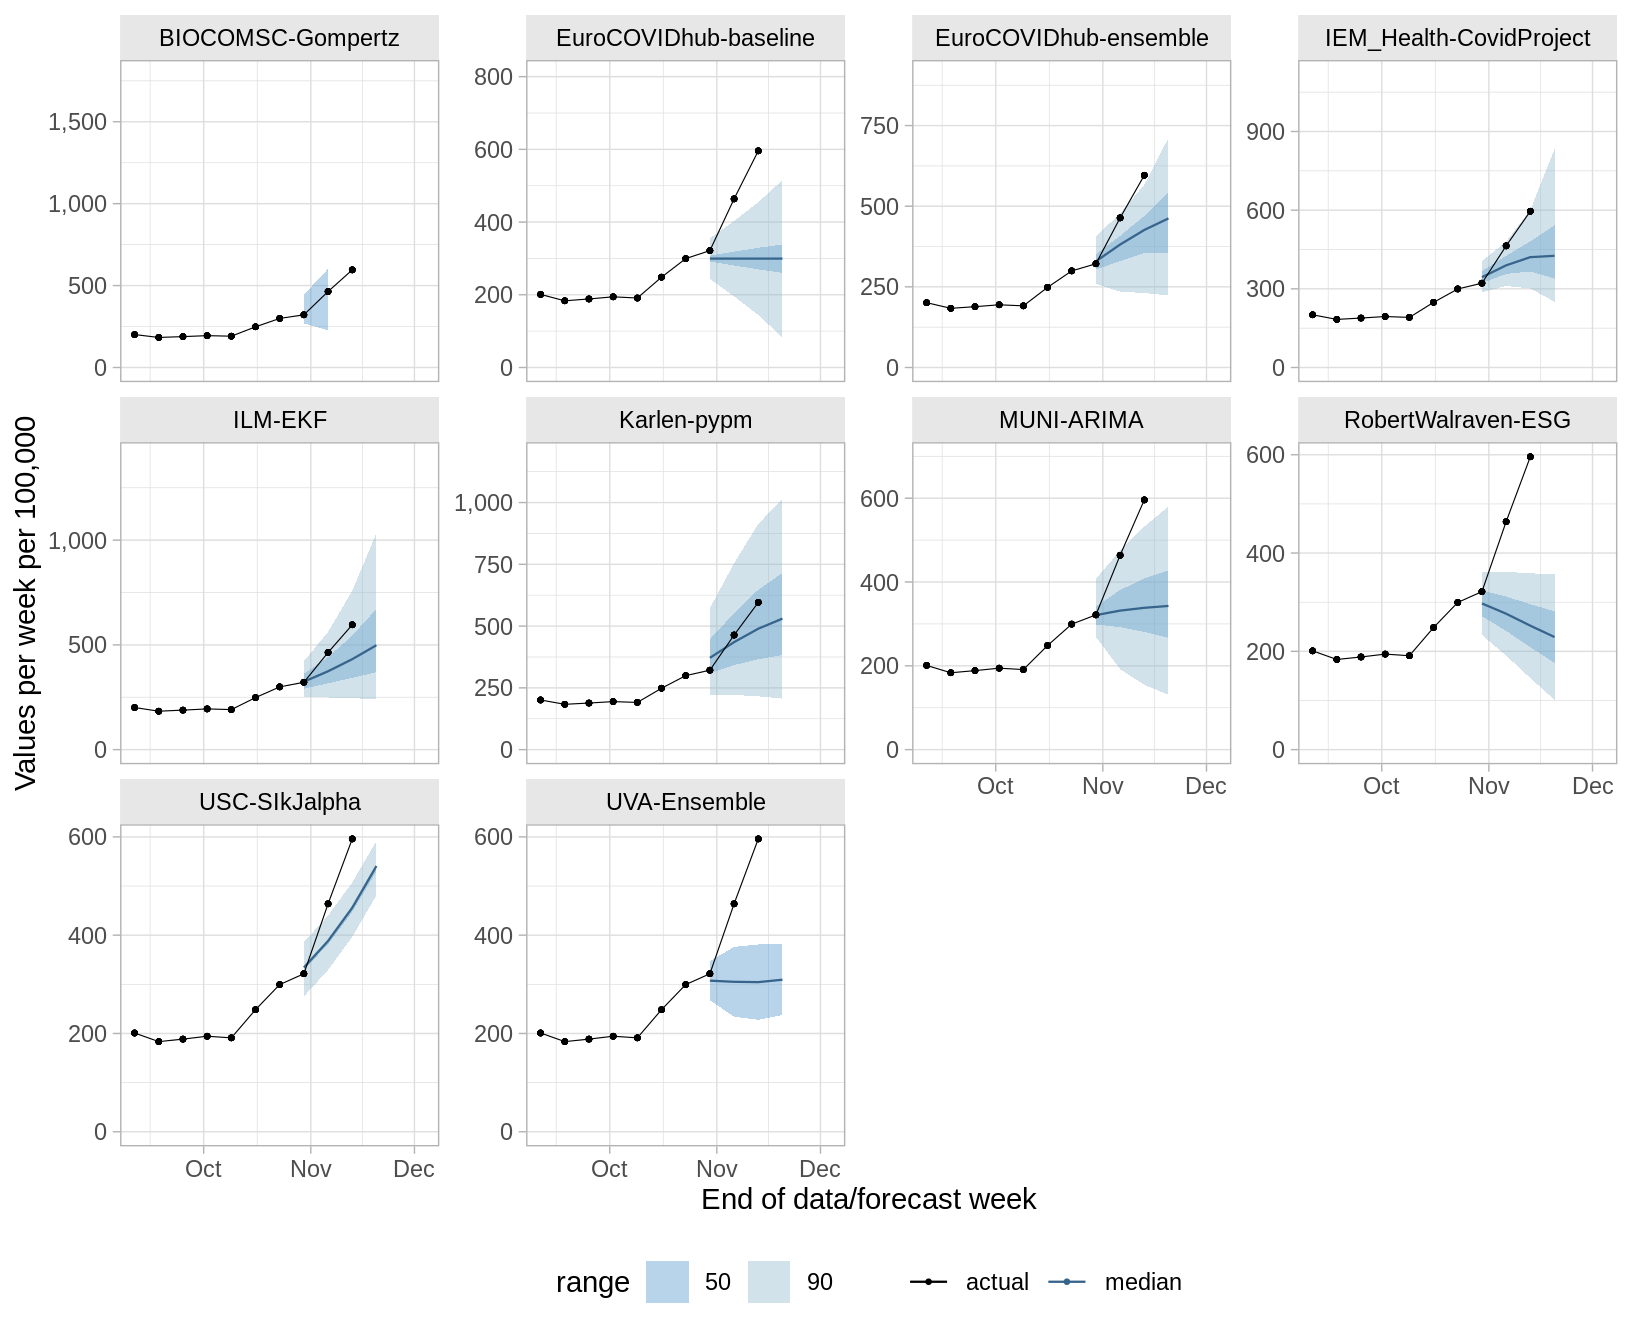 BIOCOMSC-Gompertz
EuroCOVIDhub-baseline
EuroCOVIDhub-ensemble
IEM_Health-CovidProject
1,500
1,000
500
0
800
600
400
200
0
750
500
250
0
900
600
300
0
ILM-EKF
Karlen-pypm
MUNI-ARIMA
RobertWalraven-ESG
1,000
500
0
1,000
750
500
250
0
600
400
200
0
600
400
200
0
Oct Nov Dec
Oct Nov Dec
USC-SIkJalpha
UVA-Ensemble
600
400
200
0
600
400
200
0
Oct Nov Dec
Oct Nov Dec
Values per week per 100,000
End of data/forecast week
range 50 90 actual median